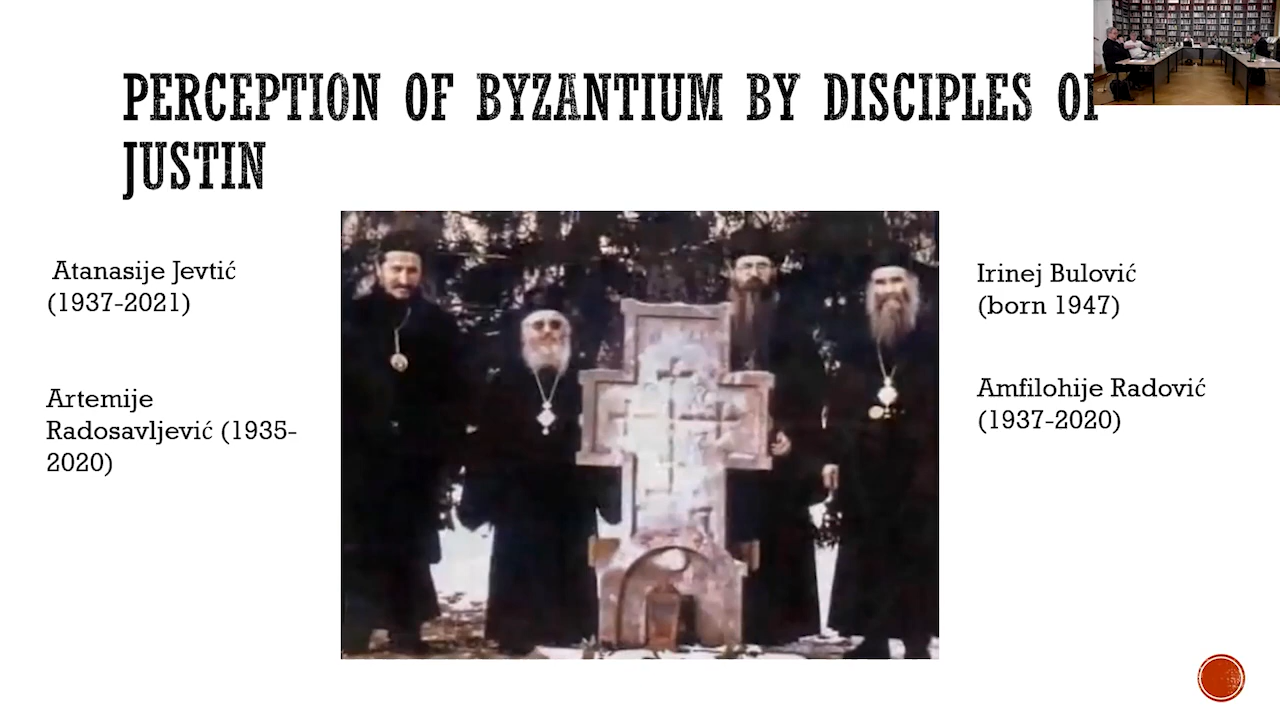 PERCEPTION OF BYZANTIUM BY DISCIPLES OF
JUSTIN
Atanasije Jevtić
(1937-2021)
Artemije
Radosavljević (1935-
2020)
Irinej Bulović
(born 1947)
Amfilohije Radović
(1937-2020)